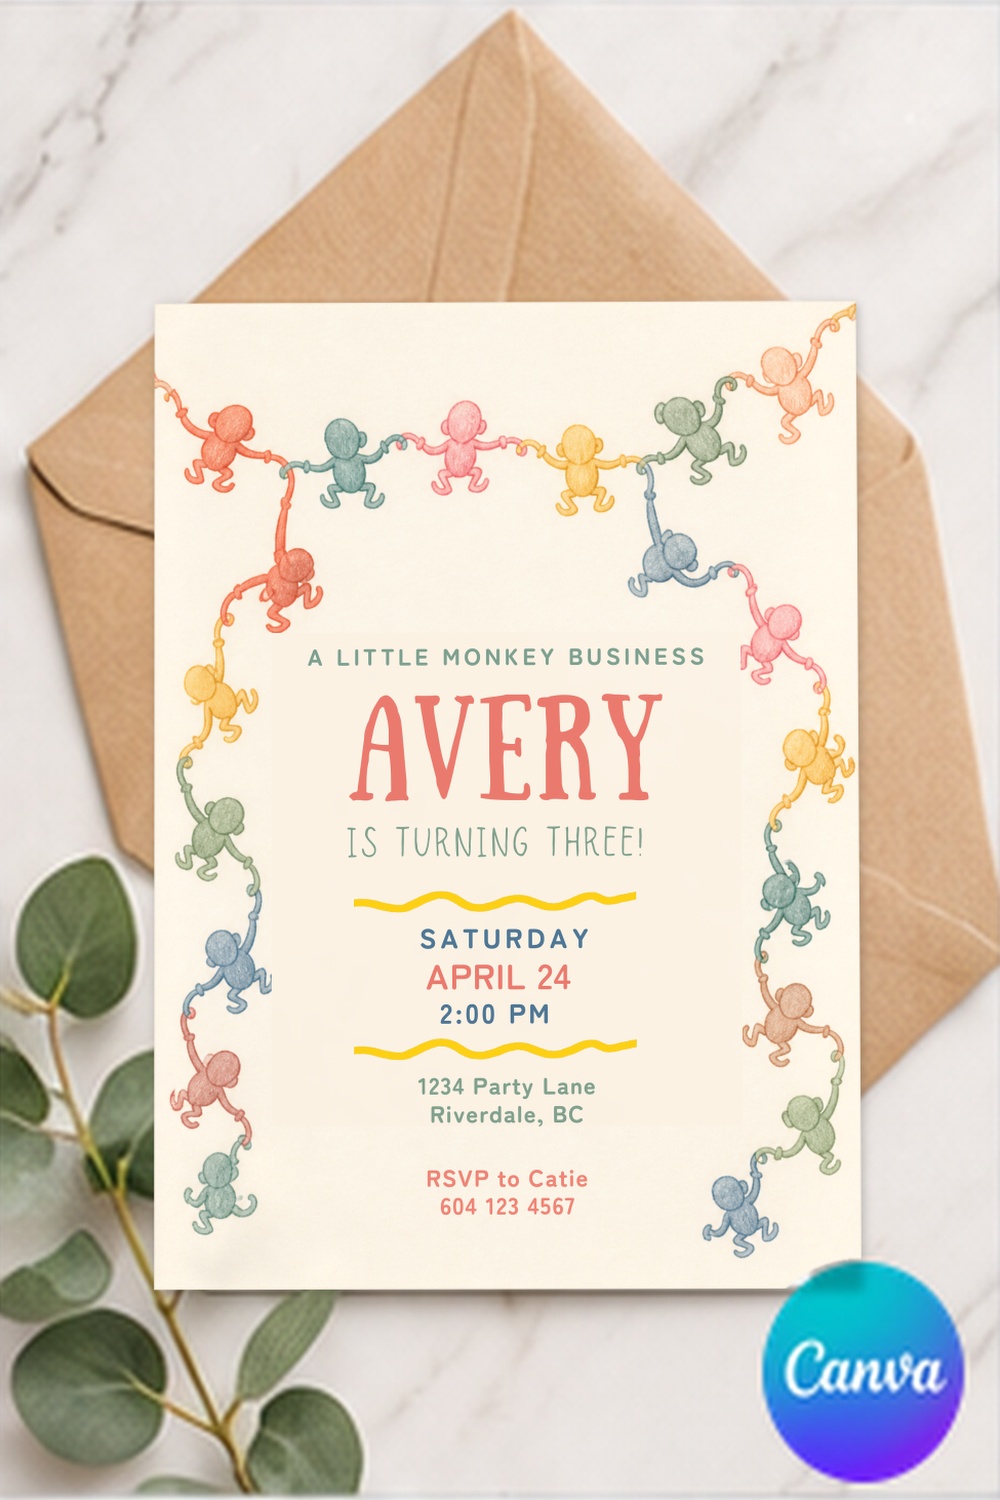 A LITTLE MONKEY BUSINESS
AVERY
IS TURNING THREE!
SATURDAY
APRIL 24
2:00 PM
1234 Party Lane
Riverdale, BC
RSVP to Catie
604 123 4567
Canva